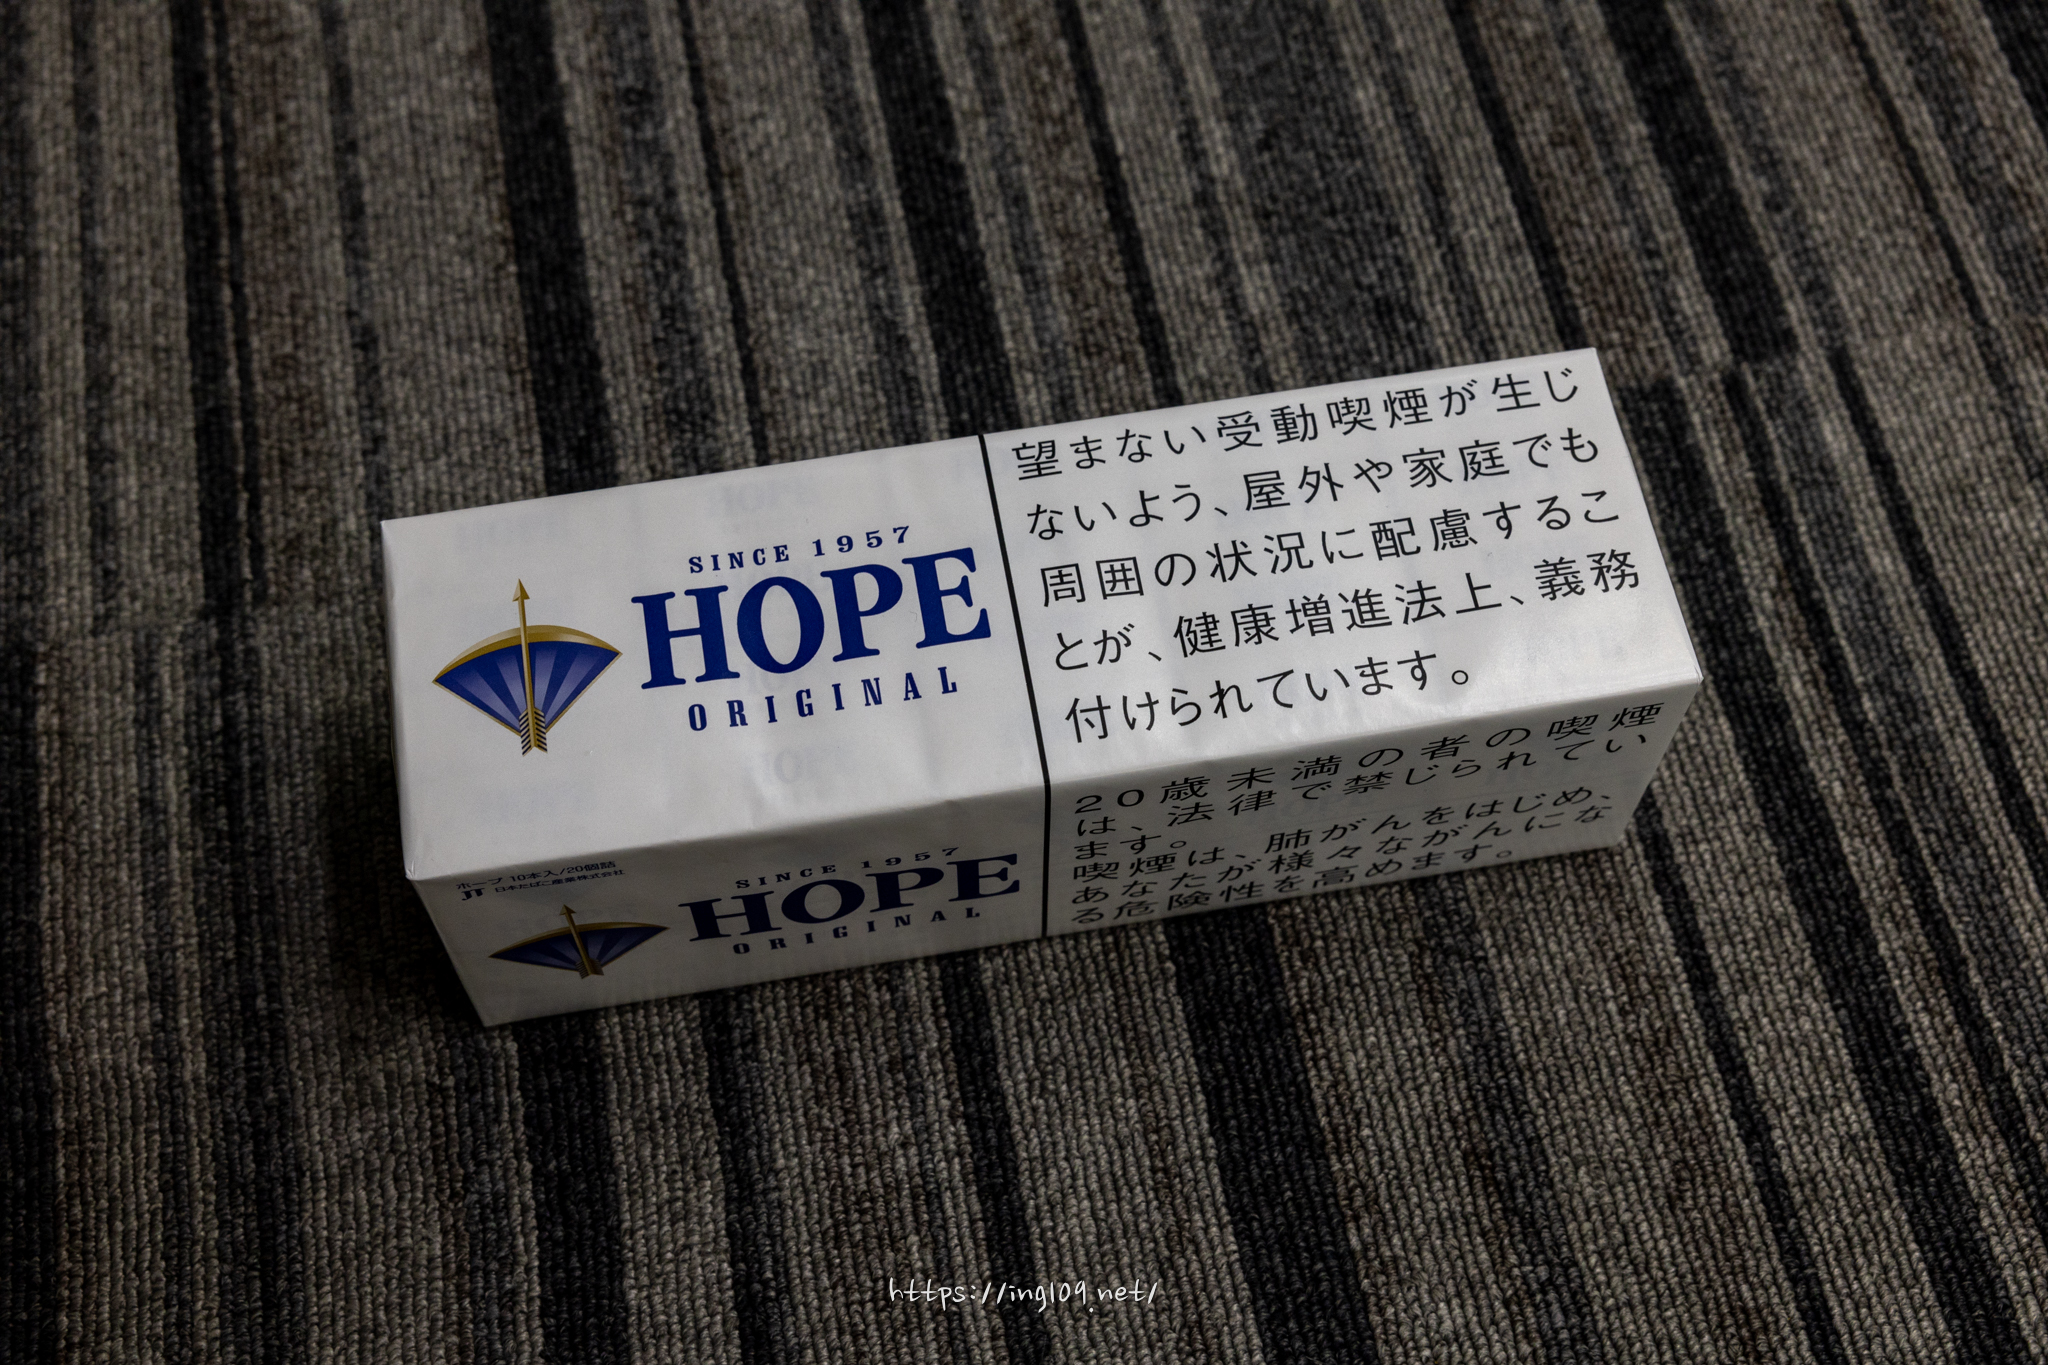 SINCE 1957
HOPE
ORIGINAL
望まない受動喫煙が生じ
ないよう、屋外や家庭でも
周囲の状況に配慮するこ
とが、健康増進法上、義務
付けられています。
ホープ 10本入/20個詰
JT 日本たばこ産業株式会社
SINCE 1957
HOPE
ORIGINAL
20歳未満の者の喫煙
は、法律で禁じられてい
ます。
喫煙は、肺がんをはじめ、
あなたが様々ながんにな
る危険性を高めます。
https://ing109.net/